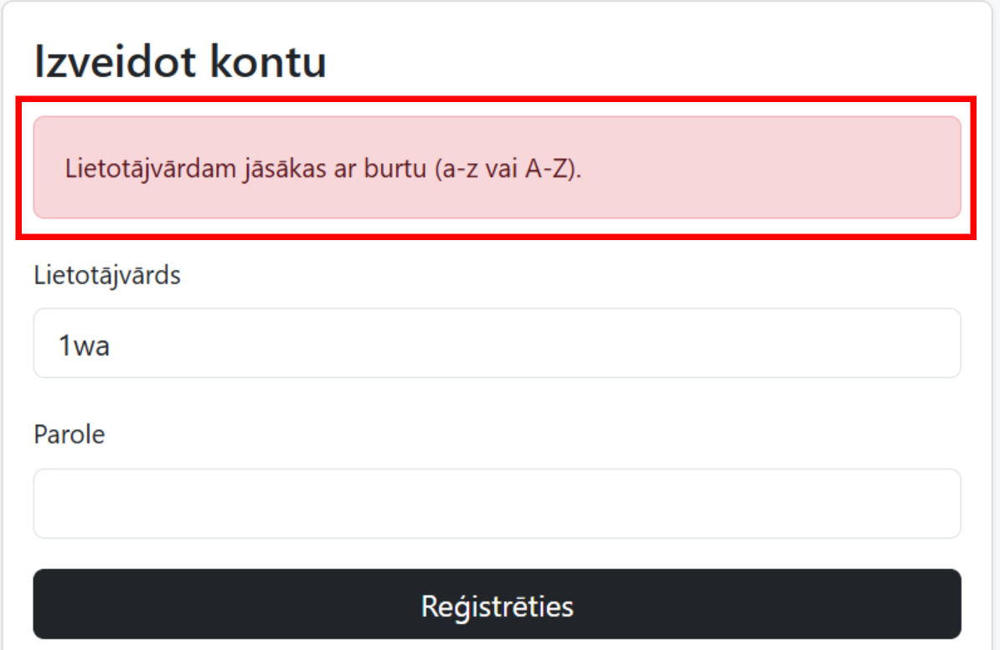 Izveidot kontu
Lietotājvārdam jāsākas ar burtu (a-z vai A-Z).
Lietotājvārds
1wa
Parole
Reģistrēties